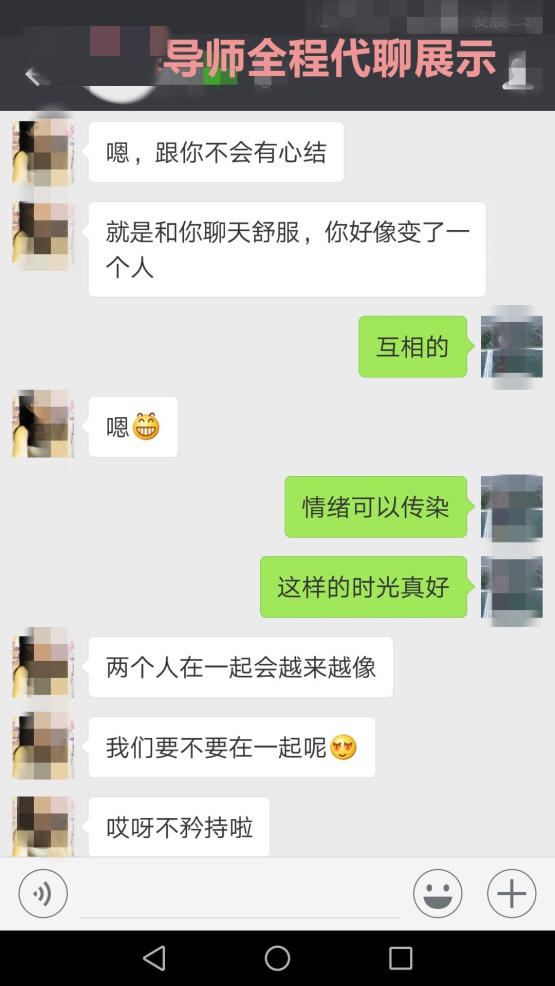 导师全程代聊展示
嗯，跟你不会有心结
就是和你聊天舒服，你好像变了一
个人
互相的
嗯
情绪可以传染
这样的时光真好
两个人在一起会越来越像
我们要不要在一起呢
哎呀不矜持啦